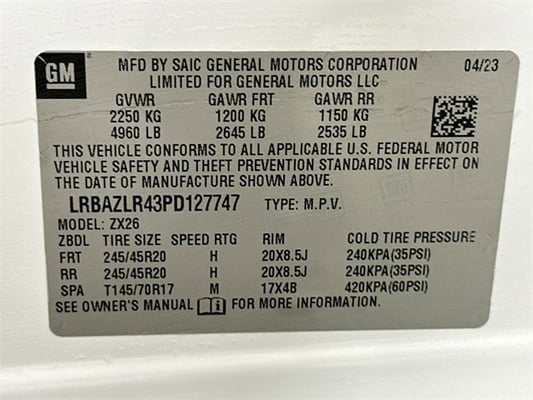 GM
MFD BY SAIC GENERAL MOTORS CORPORATION 04/23
LIMITED FOR GENERAL MOTORS LLC
GVWR GAWR FRT GAWR RR
2250 KG 1200 KG 1150 KG
4960 LB 2645 LB 2535 LB
THIS VEHICLE CONFORMS TO ALL APPLICABLE U.S. FEDERAL MOTOR
VEHICLE SAFETY AND THEFT PREVENTION STANDARDS IN EFFECT ON
THE DATE OF MANUFACTURE SHOWN ABOVE.
LRBAZLR43PD127747 TYPE: M.P.V.
MODEL: ZX26
ZBDL TIRE SIZE SPEED RTG RIM COLD TIRE PRESSURE
FRT 245/45R20 H 20X8.5J 240KPA(35PSI)
RR 245/45R20 H 20X8.5J 240KPA(35PSI)
SPA T145/70R17 M 17X4B 420KPA(60PSI)
SEE OWNER'S MANUAL FOR MORE INFORMATION.